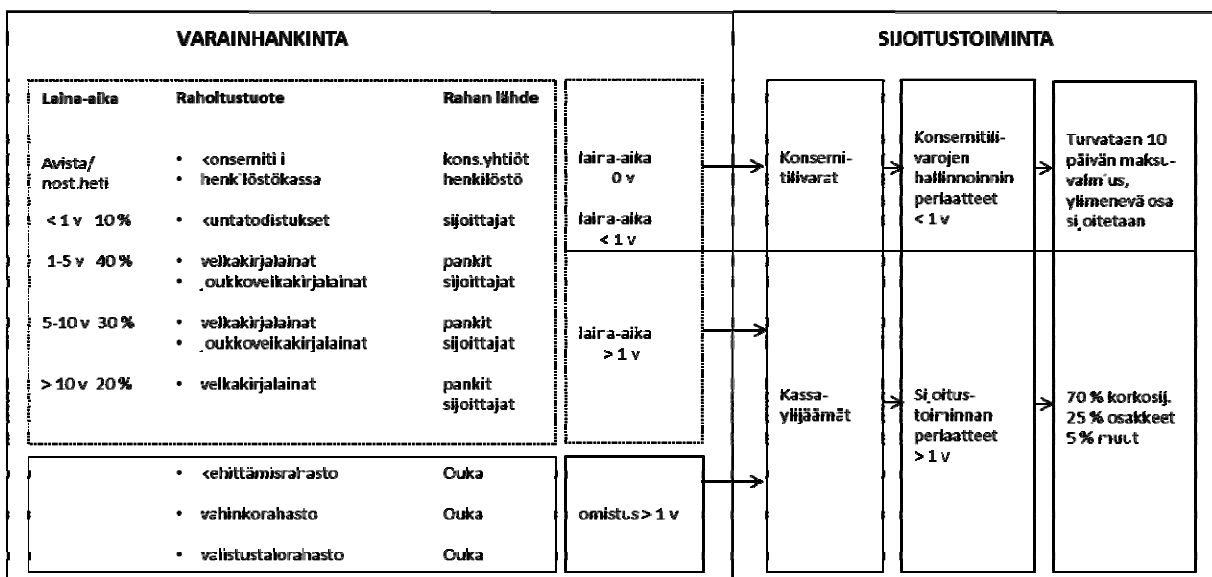 VARAINHANKINTA
SIJOITUSTOIMINTA
Laina-aika Rahoitustuote Rahan lähde
Avista/
nost.heti
• konsernitili kons.yhtiöt
• henkilöstökassa henkilöstö
< 1 v 10 % • kuntatodistukset sijoittajat
1-5 v 40 % • velkakirjalainat pankit
• joukkovelkakirjalainat sijoittajat
5-10 v 30 % • velkakirjalainat pankit
• joukkovelkakirjalainat sijoittajat
> 10 v 20 % • velkakirjalainat pankit
sijoittajat
• kehittämisrahasto Ouka
• vahinkorahasto Ouka
Ouka
laina-aika
0 v
laina-aika
< 1 v
laina-aika
> 1 v
omistus > 1 v
Konserni-
tilivarat
Kassa-
ylijäämät
Konsernitili-
varojen
hallinnoinnin
periaatteet
< 1 v
Sijoitus-
toiminnan
periaatteet
> 1 v
Turvataan 10
päivän maksu-
valmius,
ylimenevä osa
sijoitetaan
70 % korkosij.
25 % osakkeet
5 % muut